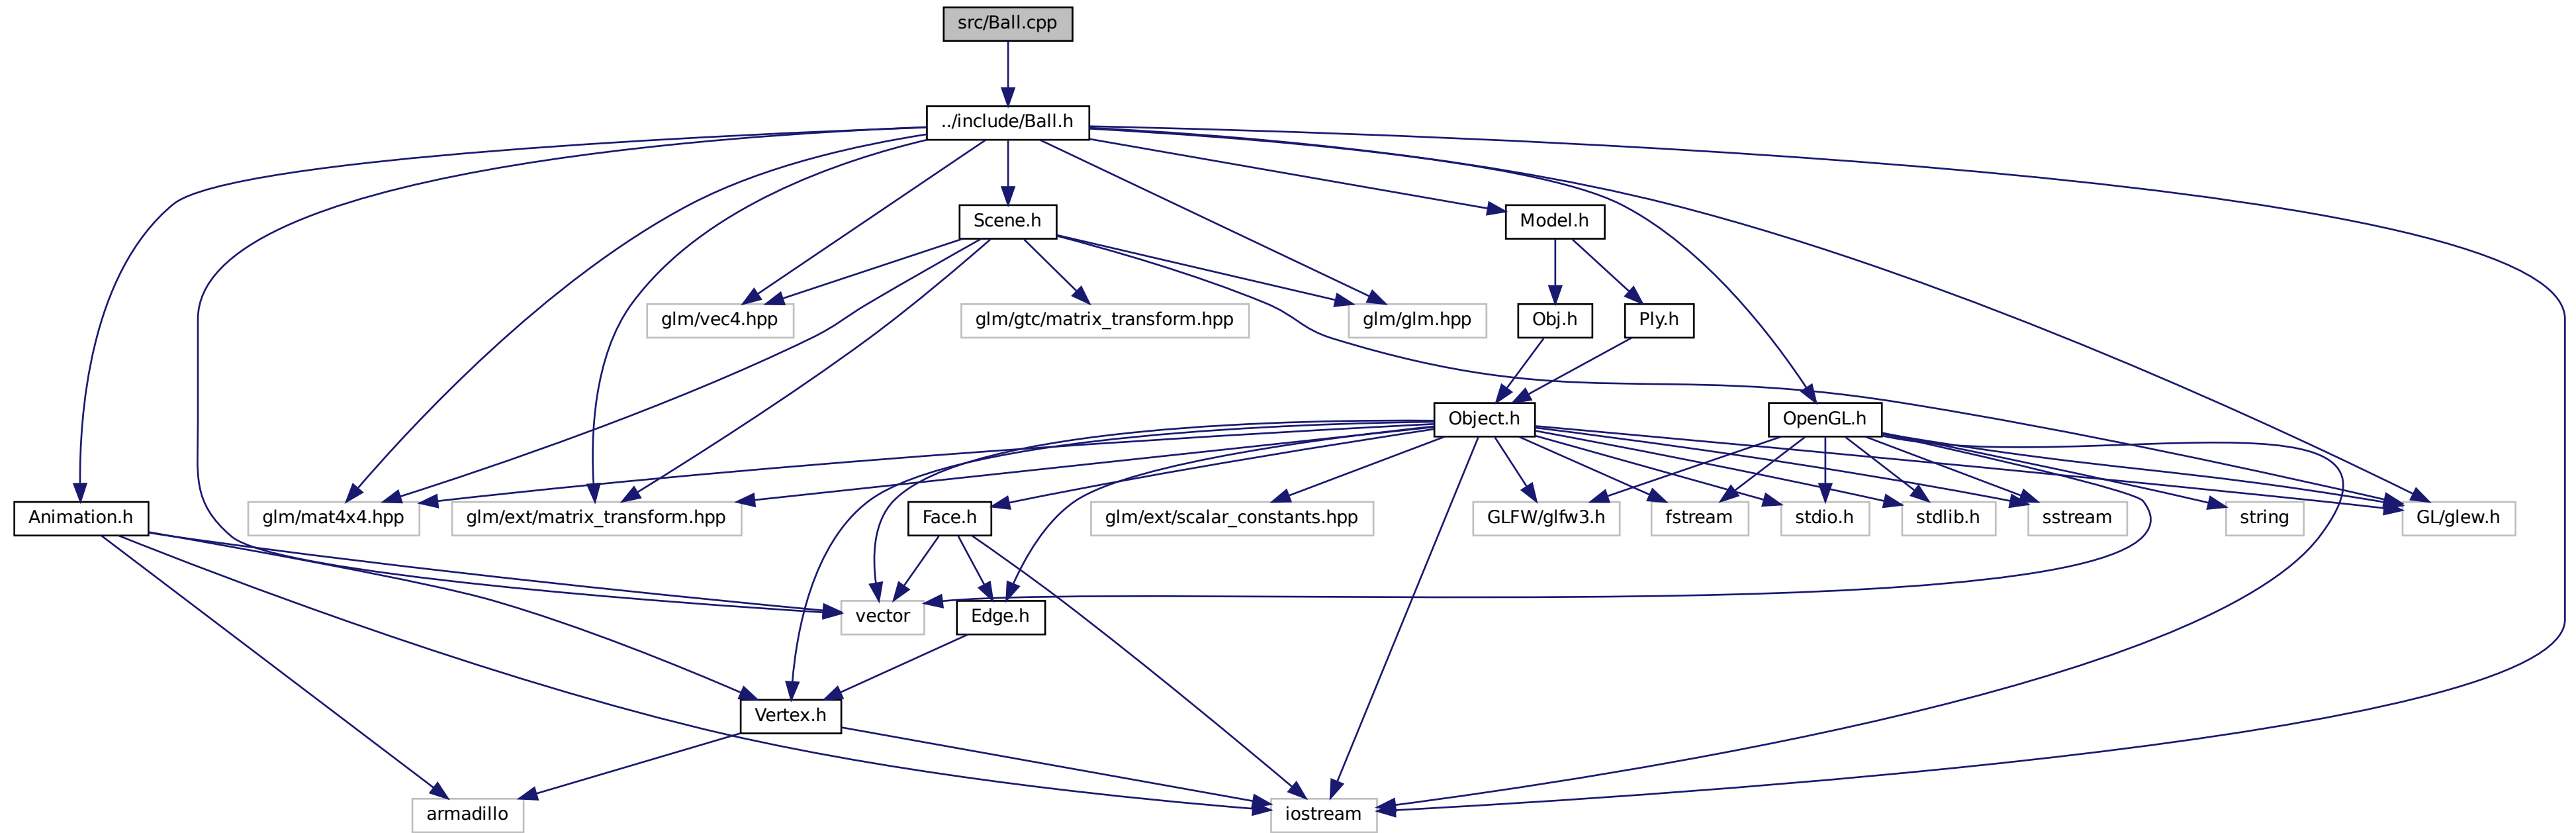 src/Ball.cpp
../include/Ball.h
Scene.h
Model.h
glm/vec4.hpp
glm/gtc/matrix_transform.hpp
glm/glm.hpp
Obj.h
Ply.h
Object.h
OpenGL.h
Animation.h
glm/mat4x4.hpp
glm/ext/matrix_transform.hpp
Face.h
glm/ext/scalar_constants.hpp
GLFW/glfw3.h
fstream
stdio.h
stdlib.h
sstream
string
GL/glew.h
vector
Edge.h
Vertex.h
armadillo
iostream